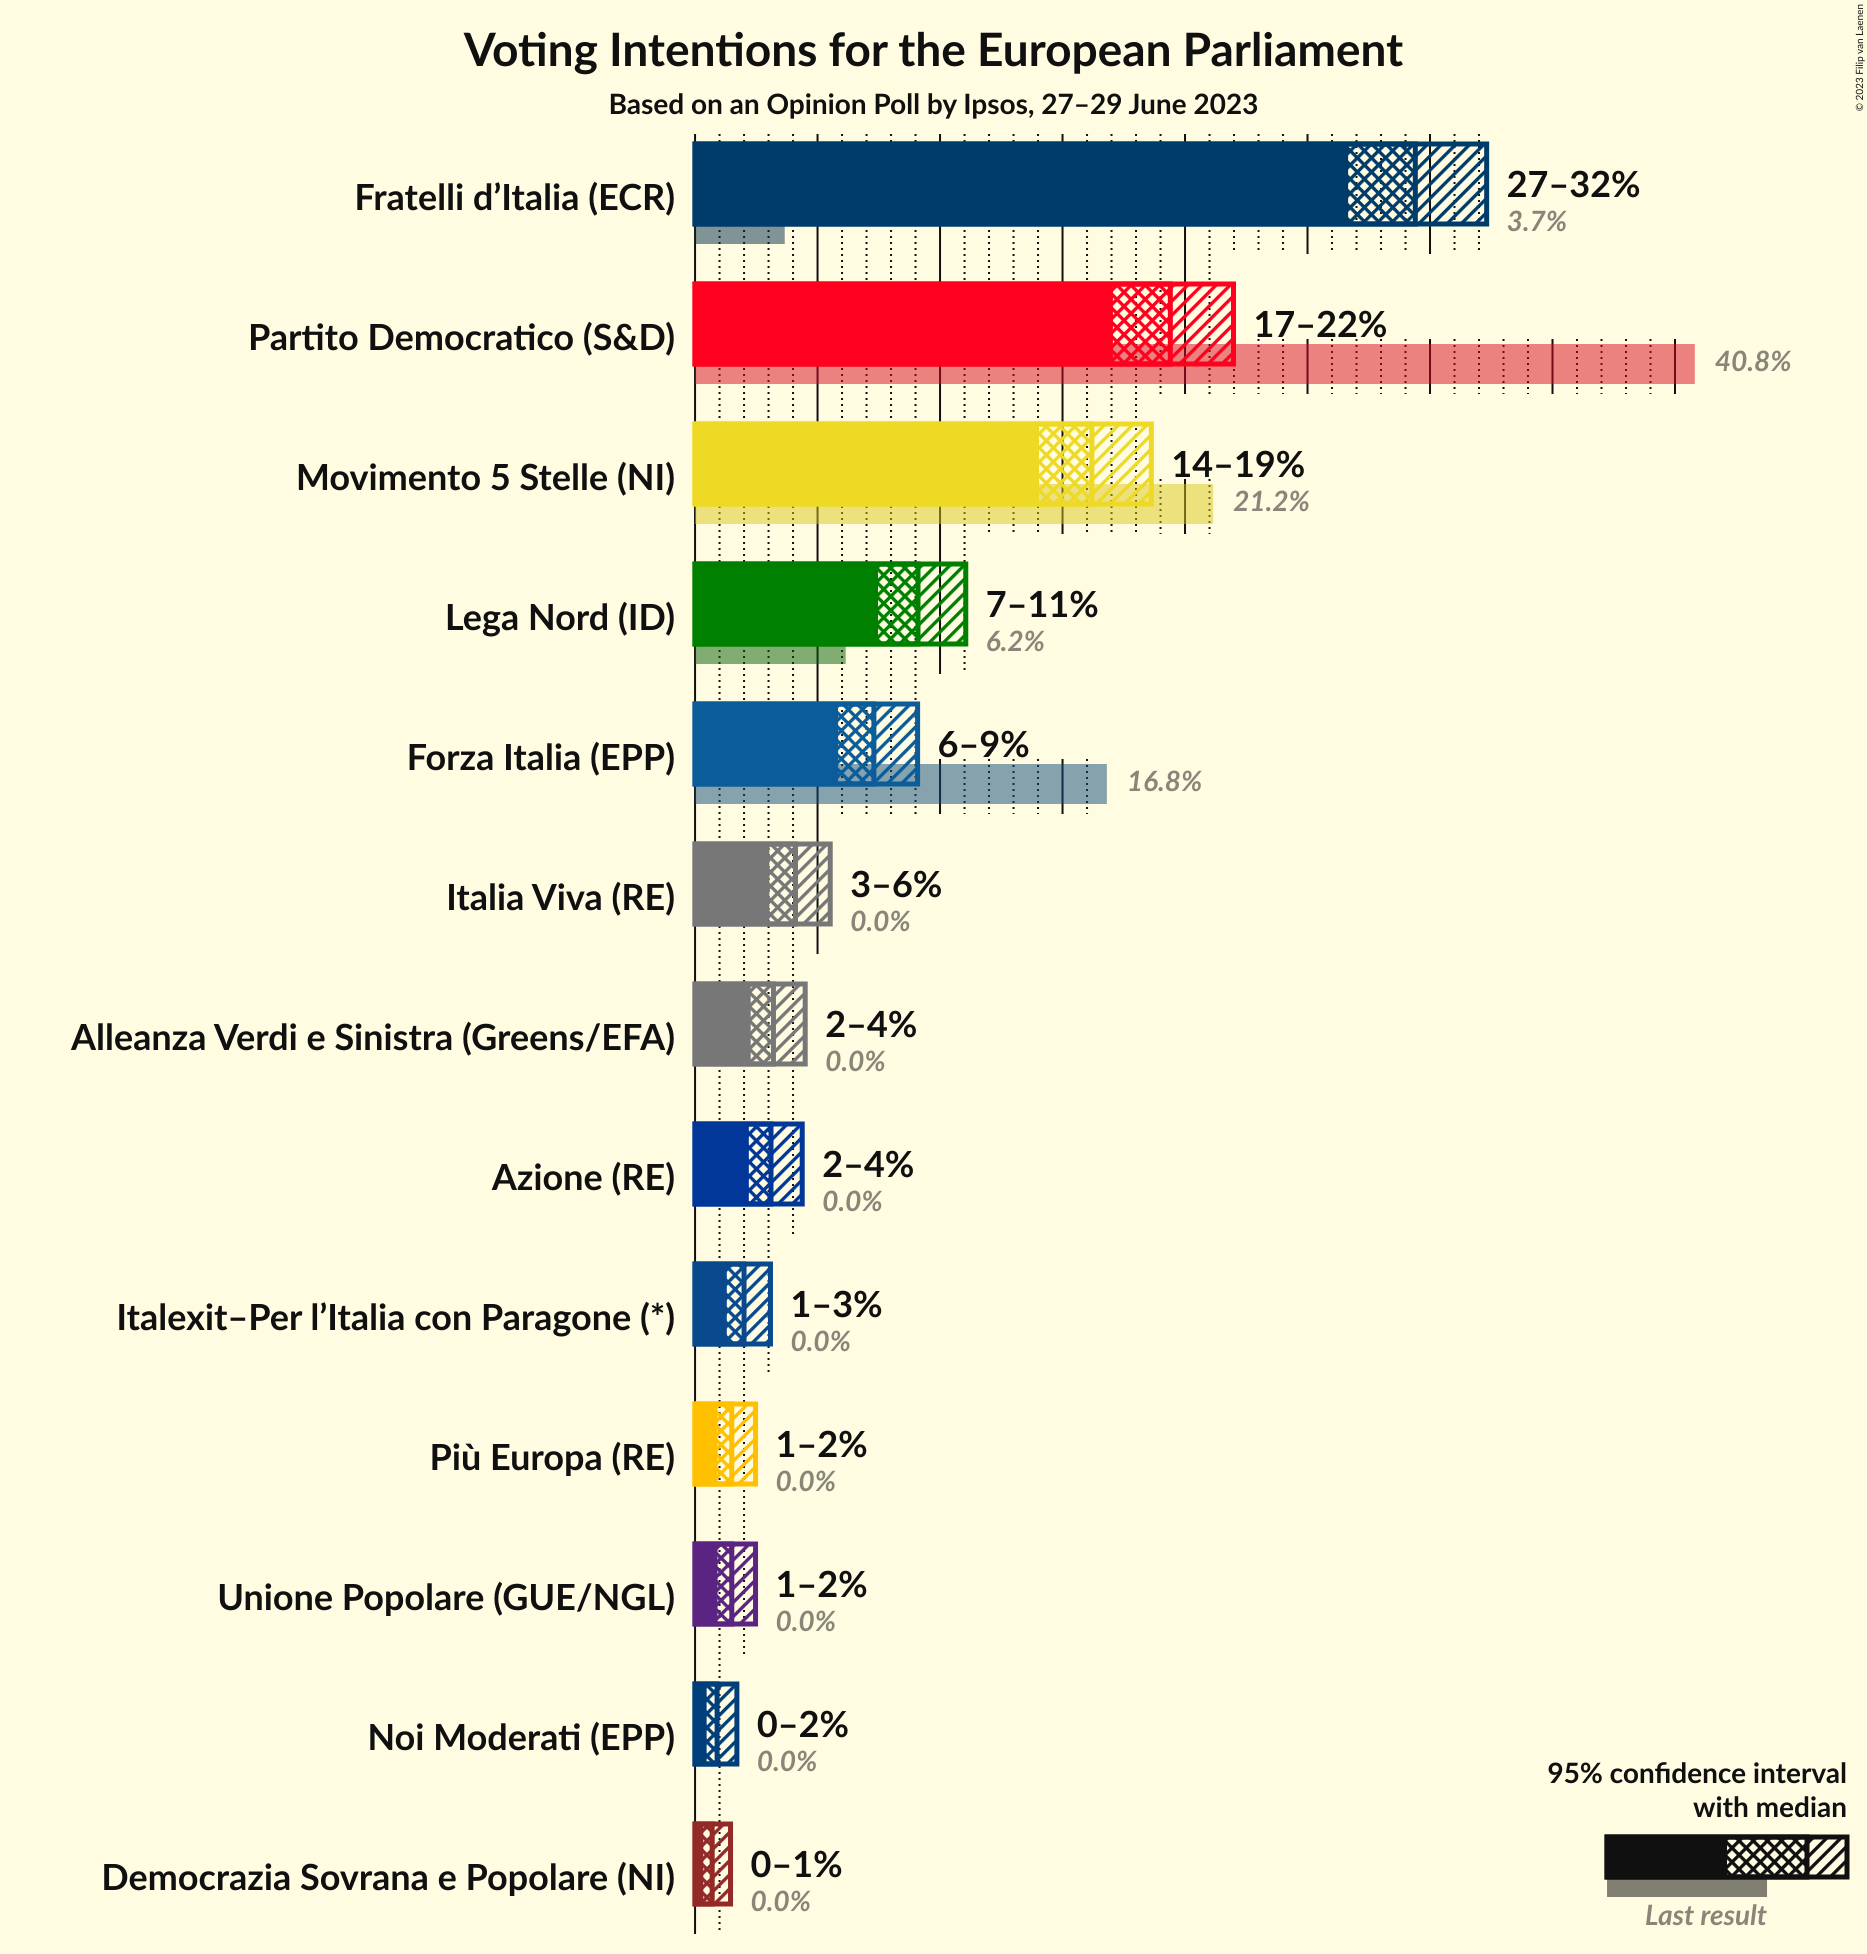 Voting Intentions for the European Parliament
Based on an Opinion Poll by Ipsos, 27–29 June 2023
© 2023 Filip van Laenen
Fratelli d’Italia (ECR)
27–32%
3.7%
Partito Democratico (S&D)
17–22%
40.8%
Movimento 5 Stelle (NI)
14–19%
21.2%
Lega Nord (ID)
7–11%
6.2%
Forza Italia (EPP)
6–9%
16.8%
Italia Viva (RE)
3–6%
0.0%
Alleanza Verdi e Sinistra (Greens/EFA)
2–4%
0.0%
Azione (RE)
2–4%
0.0%
Italexit–Per l’Italia con Paragone (*)
1–3%
0.0%
Più Europa (RE)
1–2%
0.0%
Unione Popolare (GUE/NGL)
1–2%
0.0%
Noi Moderati (EPP)
0–2%
0.0%
Democrazia Sovrana e Popolare (NI)
0–1%
0.0%
95% confidence interval
with median
Last result